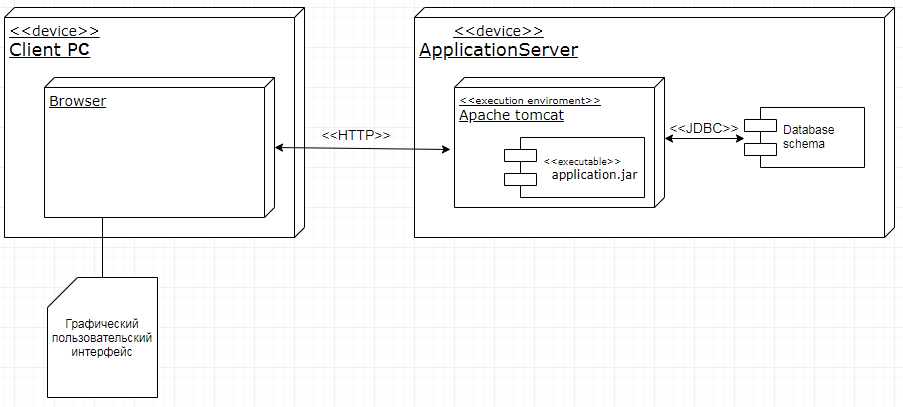 <<device>>
Client PC
Browser
<<HTTP>>
<<device>>
ApplicationServer
<<execution enviroment>>
Apache tomcat
<<executable>>
application.jar
<<JDBC>>
Database
schema
Графический
пользовательский
интерфейс